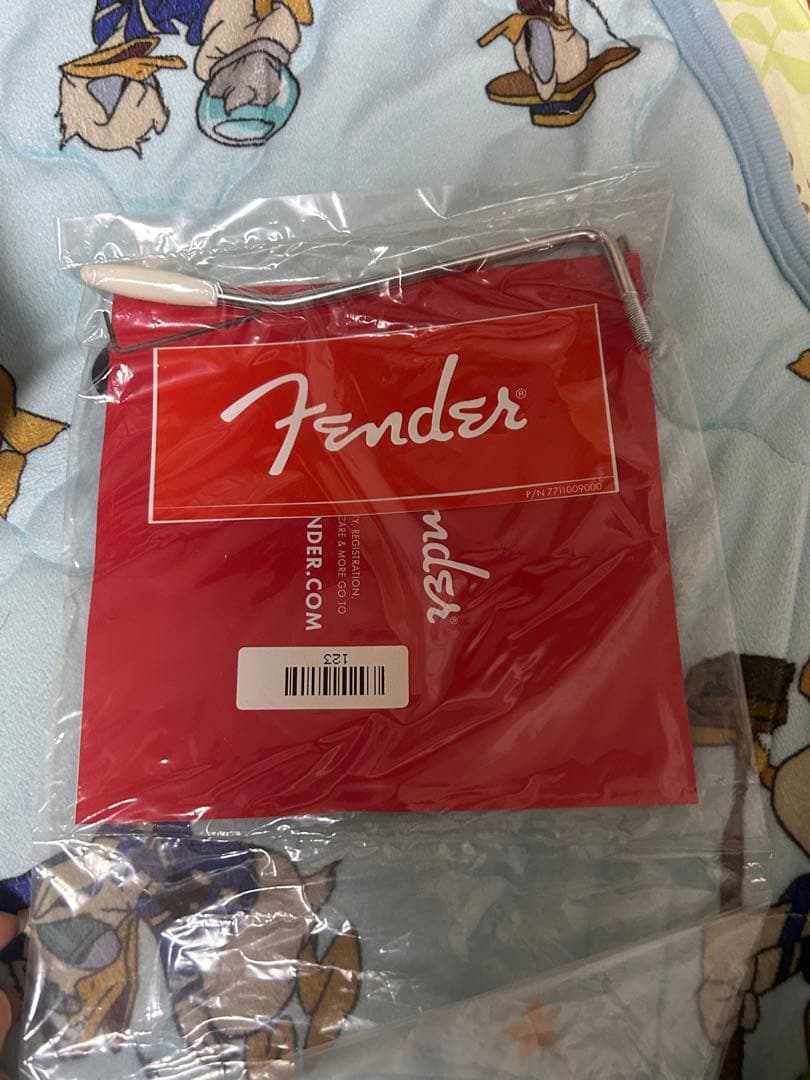 Fender®
P/N 7711009000
nder®
Y, REGISTRATION,
CARE & MORE GO TO
NDER.COM
123